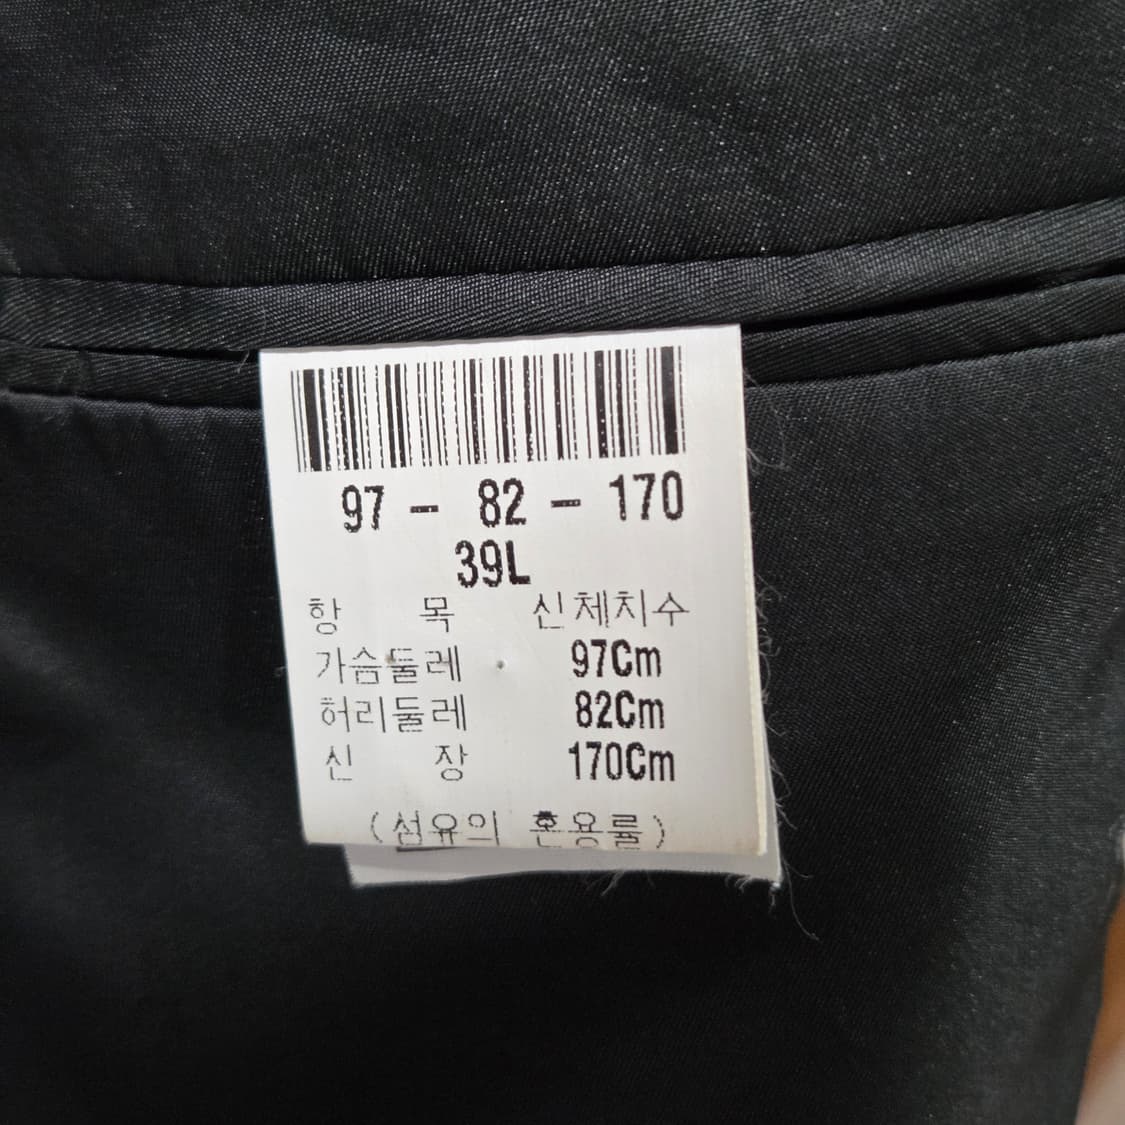 97 - 82 - 170
39L
항 목 신체치수
가슴둘레 97Cm
허리둘레 82Cm
신 장 170Cm
(섬유의 혼용률)